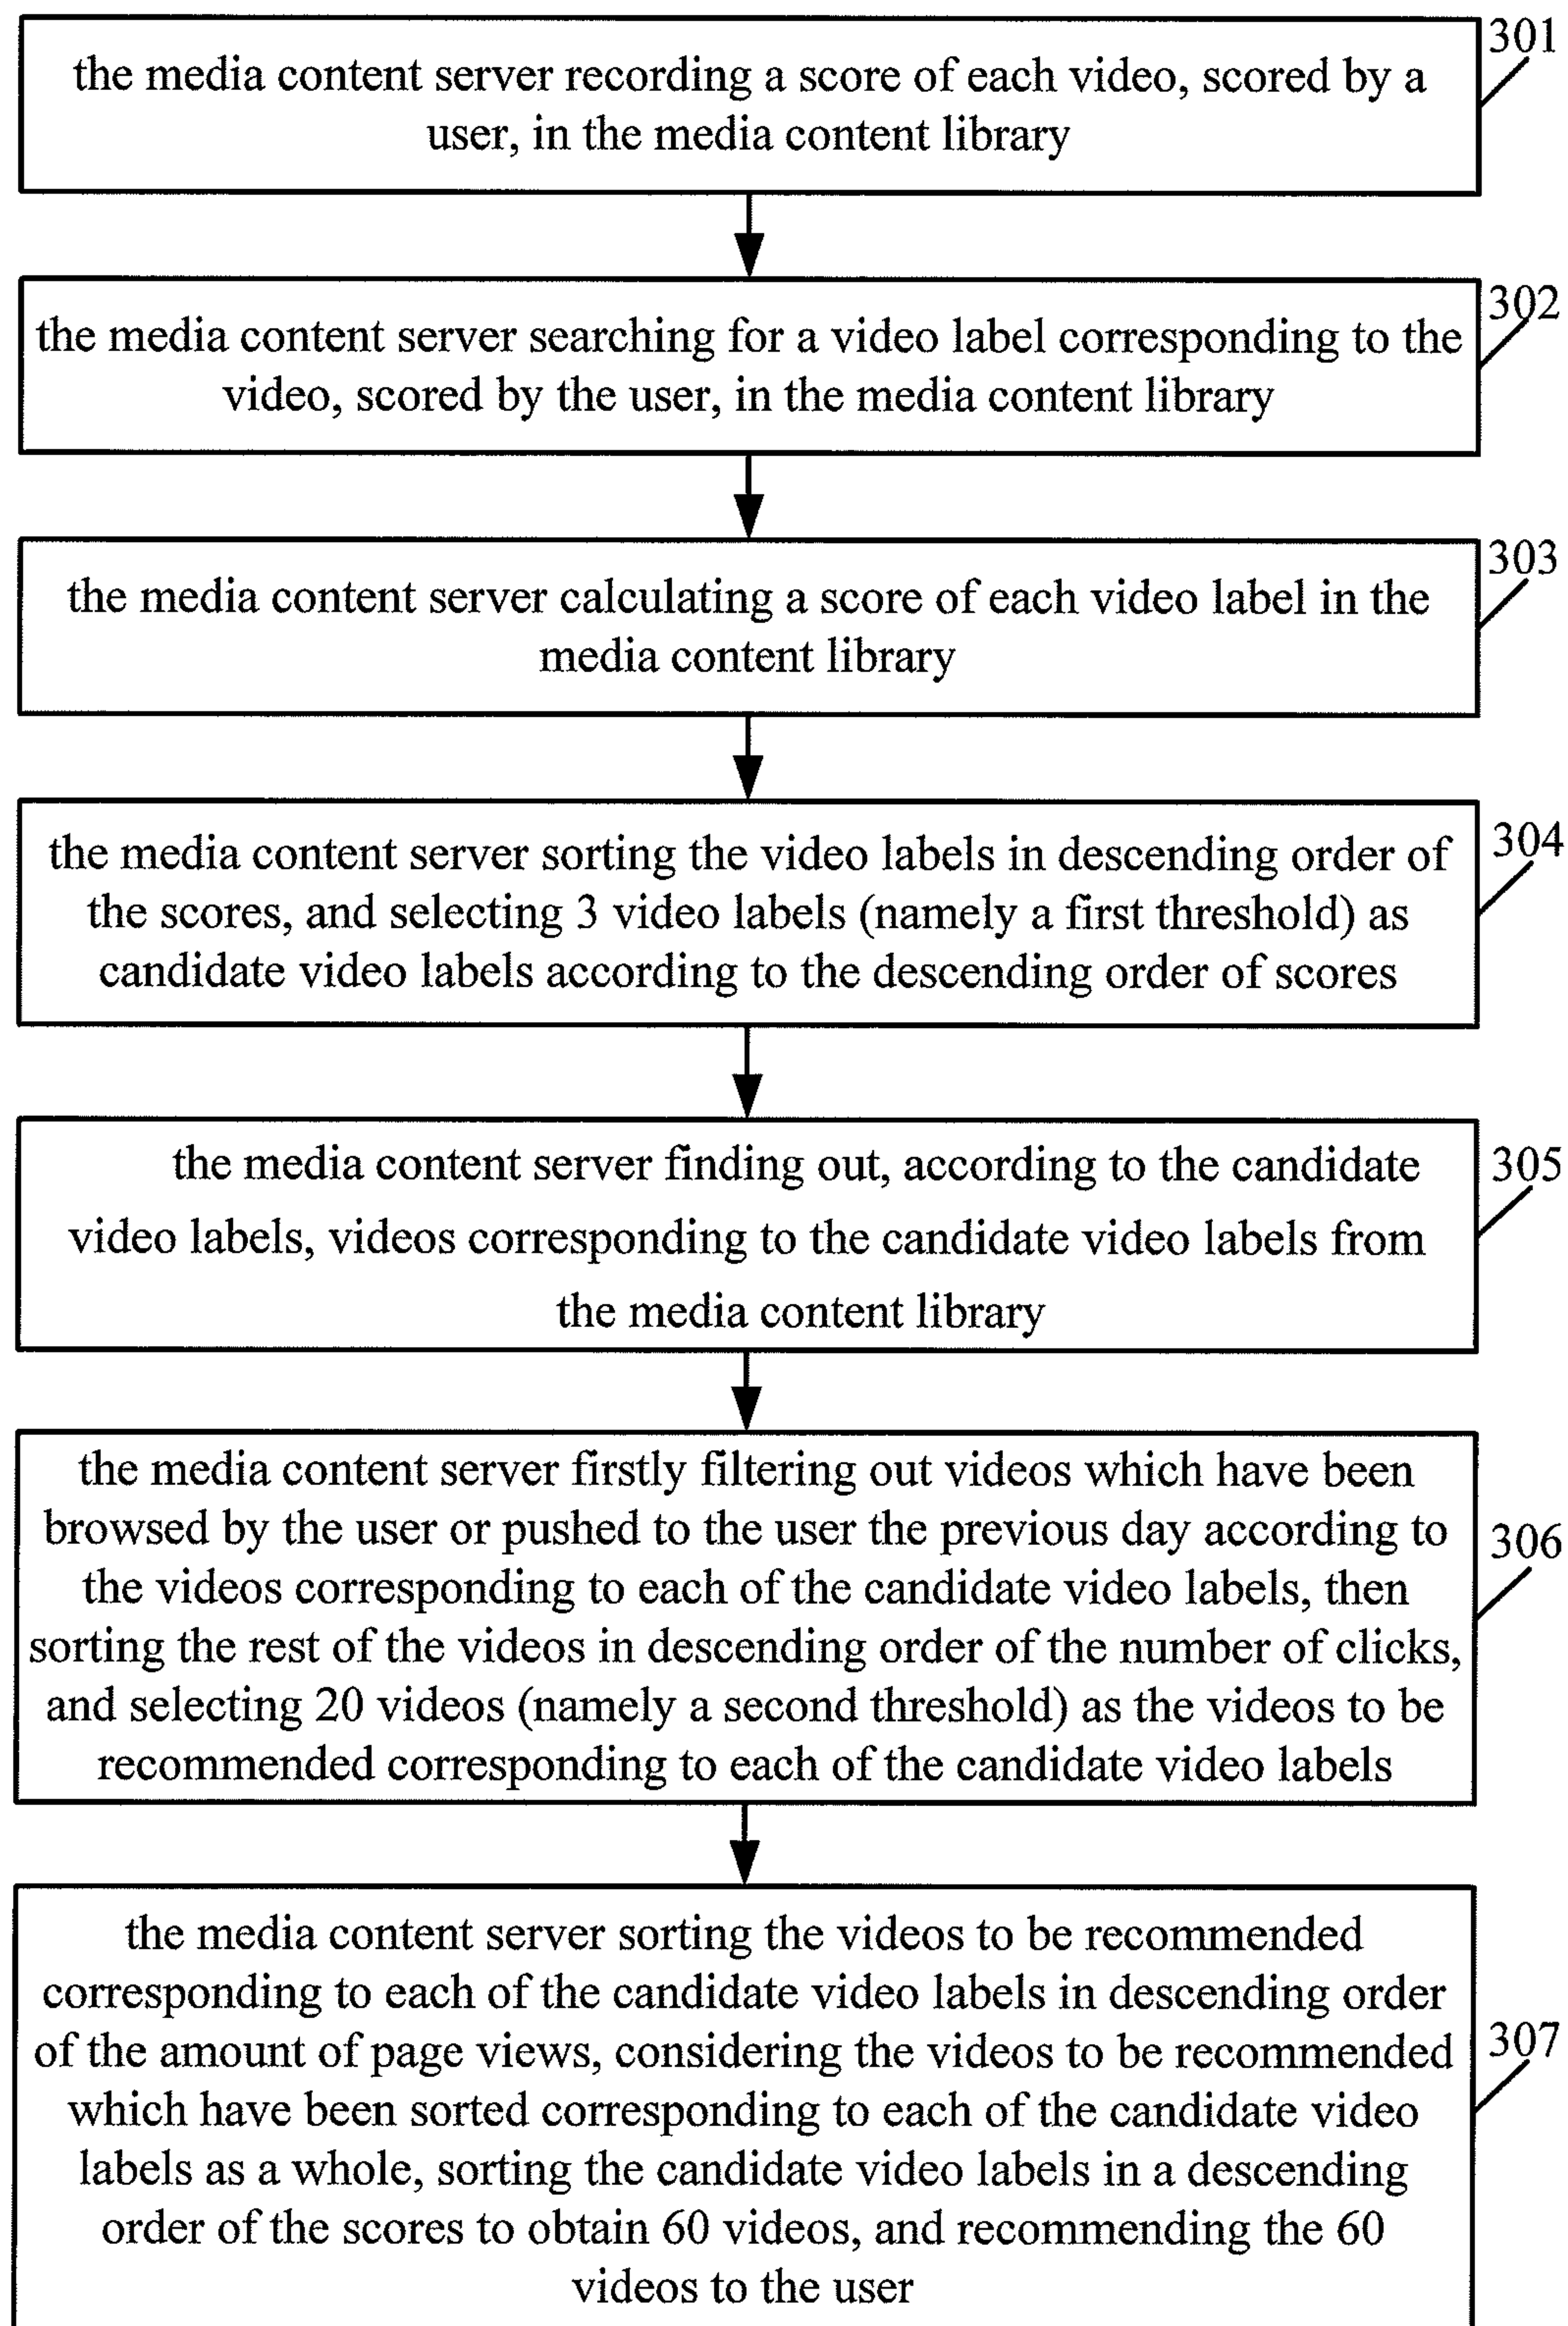 the media content server recording a score of each video, scored by a
user, in the media content library
301
the media content server searching for a video label corresponding to the
video, scored by the user, in the media content library
302
the media content server calculating a score of each video label in the
media content library
303
the media content server sorting the video labels in descending order of
the scores, and selecting 3 video labels (namely a first threshold) as
candidate video labels according to the descending order of scores
304
the media content server finding out, according to the candidate
video labels, videos corresponding to the candidate video labels from
the media content library
305
the media content server firstly filtering out videos which have been
browsed by the user or pushed to the user the previous day according to
the videos corresponding to each of the candidate video labels, then
sorting the rest of the videos in descending order of the number of clicks,
and selecting 20 videos (namely a second threshold) as the videos to be
recommended corresponding to each of the candidate video labels
306
the media content server sorting the videos to be recommended
corresponding to each of the candidate video labels in descending order
of the amount of page views, considering the videos to be recommended
which have been sorted corresponding to each of the candidate video
labels as a whole, sorting the candidate video labels in a descending
order of the scores to obtain 60 videos, and recommending the 60
videos to the user
307